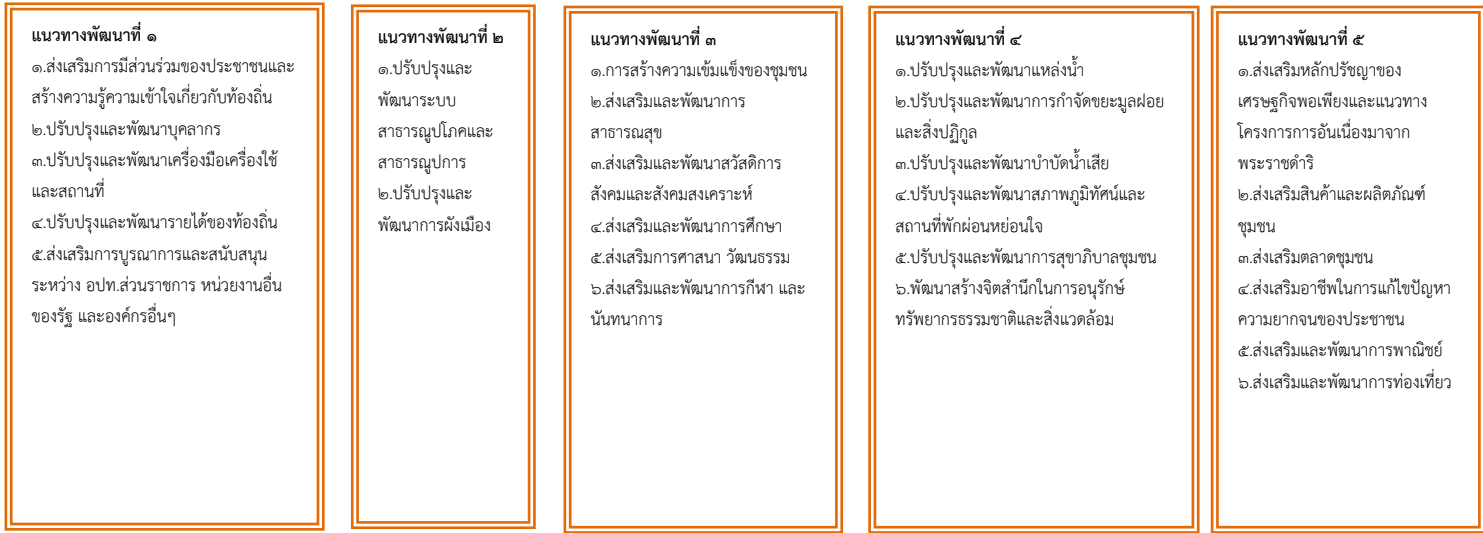 แนวทางพัฒนาที่ ๑
๑.ส่งเสริมการมีส่วนร่วมของประชาชนและ
สร้างความรู้ความเข้าใจเกี่ยวกับท้องถิ่น
๒.ปรับปรุงและพัฒนาบุคลากร
๓.ปรับปรุงและพัฒนาเครื่องมือเครื่องใช้
และสถานที่
๔.ปรับปรุงและพัฒนารายได้ของท้องถิ่น
๕.ส่งเสริมการบูรณาการและสนับสนุน
ระหว่าง อปท.ส่วนราชการ หน่วยงานอื่น
ของรัฐ และองค์กรอื่นๆ
แนวทางพัฒนาที่ ๒
๑.ปรับปรุงและ
พัฒนาระบบ
สาธารณูปโภคและ
สาธารณูปการ
๒.ปรับปรุงและ
พัฒนาการผังเมือง
แนวทางพัฒนาที่ ๓
๑.การสร้างความเข้มแข็งของชุมชน
๒.ส่งเสริมและพัฒนาการ
สาธารณสุข
๓.ส่งเสริมและพัฒนาสวัสดิการ
สังคมและสังคมสงเคราะห์
๔.ส่งเสริมและพัฒนาการศึกษา
๕.ส่งเสริมการศาสนา วัฒนธรรม
๖.ส่งเสริมและพัฒนาการกีฬา และ
นันทนาการ
แนวทางพัฒนาที่ ๔
๑.ปรับปรุงและพัฒนาแหล่งน้ำ
๒.ปรับปรุงและพัฒนาการกำจัดขยะมูลฝอย
และสิ่งปฏิกูล
๓.ปรับปรุงและพัฒนาบำบัดน้ำเสีย
๔.ปรับปรุงและพัฒนาสภาพภูมิทัศน์และ
สถานที่พักผ่อนหย่อนใจ
๕.ปรับปรุงและพัฒนาการสุขาภิบาลชุมชน
๖.พัฒนาสร้างจิตสำนึกในการอนุรักษ์
ทรัพยากรธรรมชาติและสิ่งแวดล้อม
แนวทางพัฒนาที่ ๕
๑.ส่งเสริมหลักปรัชญาของ
เศรษฐกิจพอเพียงและแนวทาง
โครงการการอันเนื่องมาจาก
พระราชดำริ
๒.ส่งเสริมสินค้าและผลิตภัณฑ์
ชุมชน
๓.ส่งเสริมตลาดชุมชน
๔.ส่งเสริมอาชีพในการแก้ไขปัญหา
ความยากจนของประชาชน
๕.ส่งเสริมและพัฒนาการพาณิชย์
๖.ส่งเสริมและพัฒนาการท่องเที่ยว